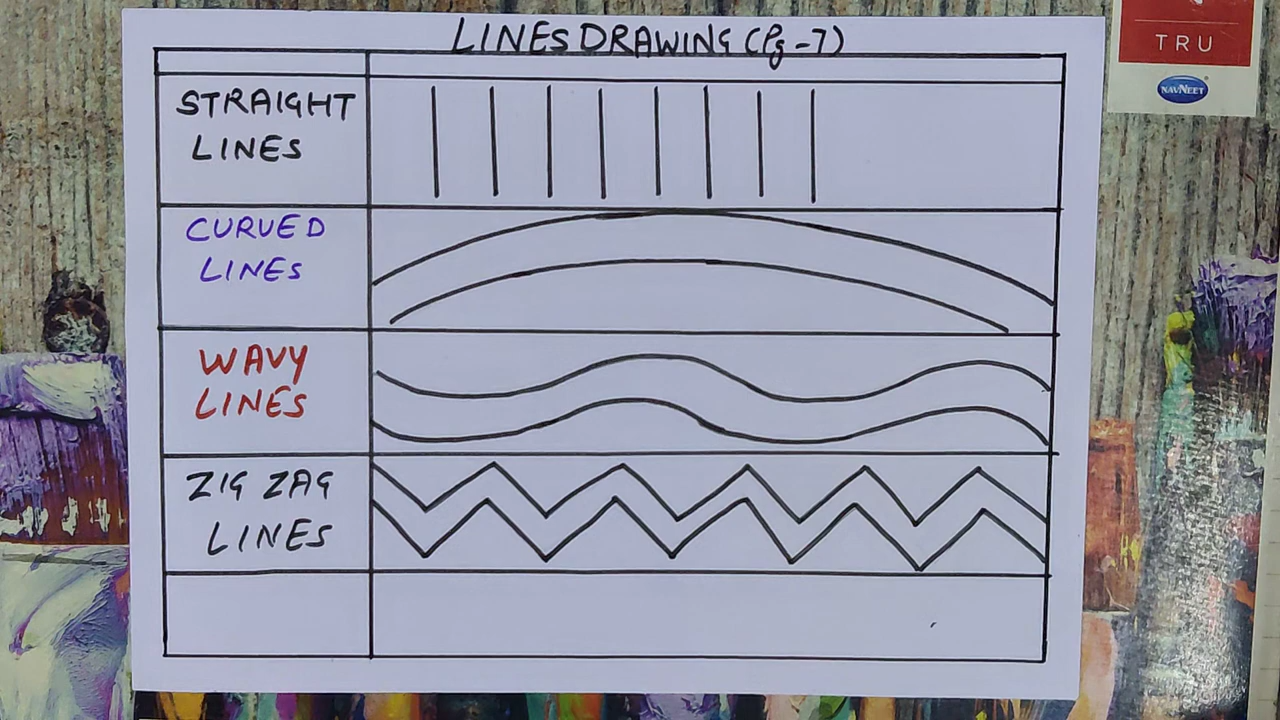 LINES DRAWING (Pg-7)
STRAIGHT
LINES
CURVED
LINES
WAVY
LINES
ZIG ZAG
LINES
TRU
NAVNEET